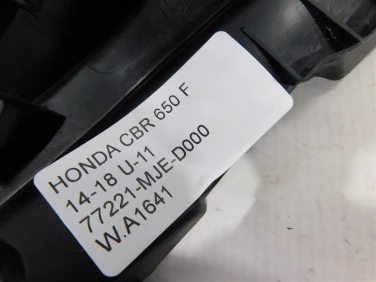 HONDA CBR 650 F
14-18 U-11
77221-MJE-D000
W.A1641